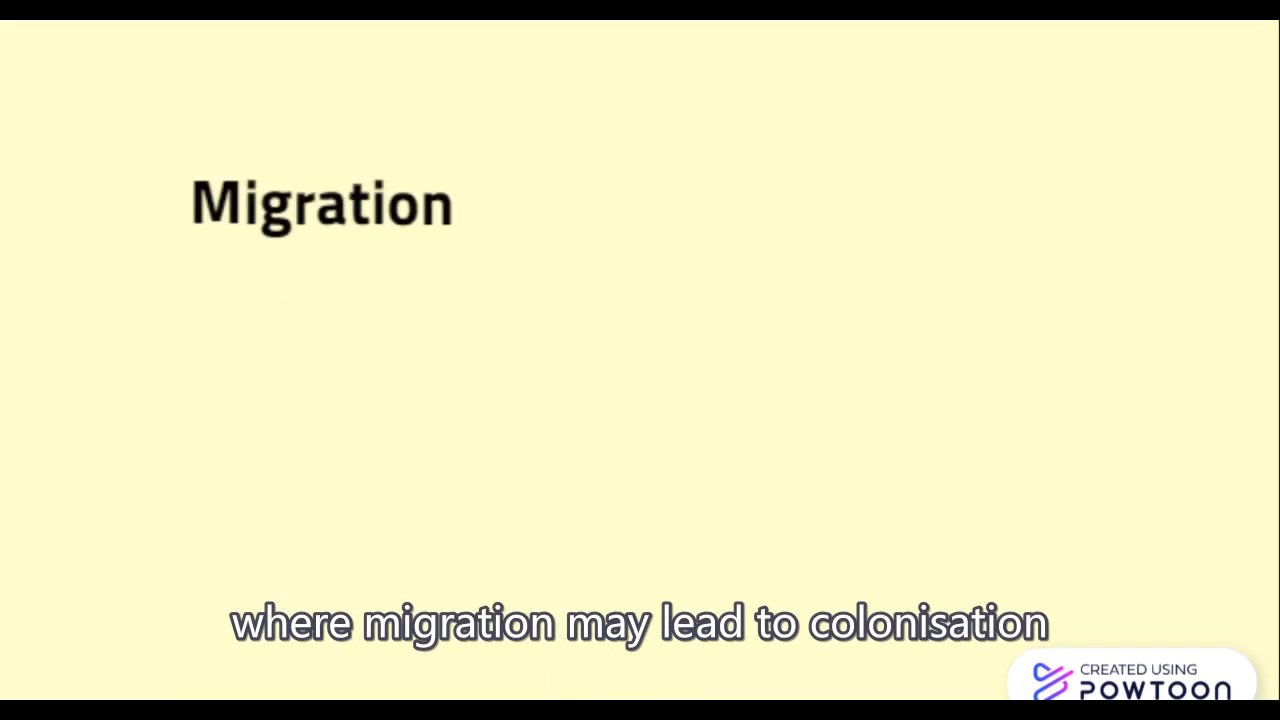 Migration
where migration may lead to colonisation
CREATED USING
POWTOON